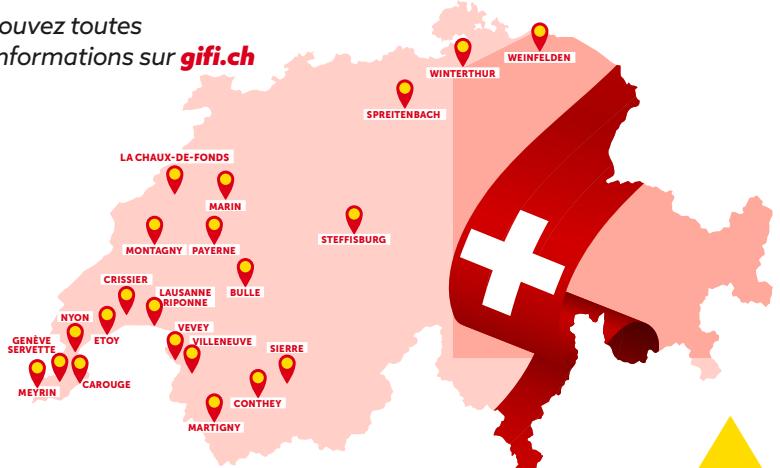 ouvez toutes
nformations sur gifi.ch
WINTERTHUR
WEINFELDEN
SPREITENBACH
LA CHAUX-DE-FONDS
MARIN
STEFFISBURG
MONTAGNY
PAYERNE
BULLE
CRISSIER
LAUSANNE
RIPONNE
NYON
ETOY
VEVEY
VILLENEUVE
GENÈVE
SERVETTE
SIERRE
MEYRIN
CAROUGE
CONTHEY
MARTIGNY